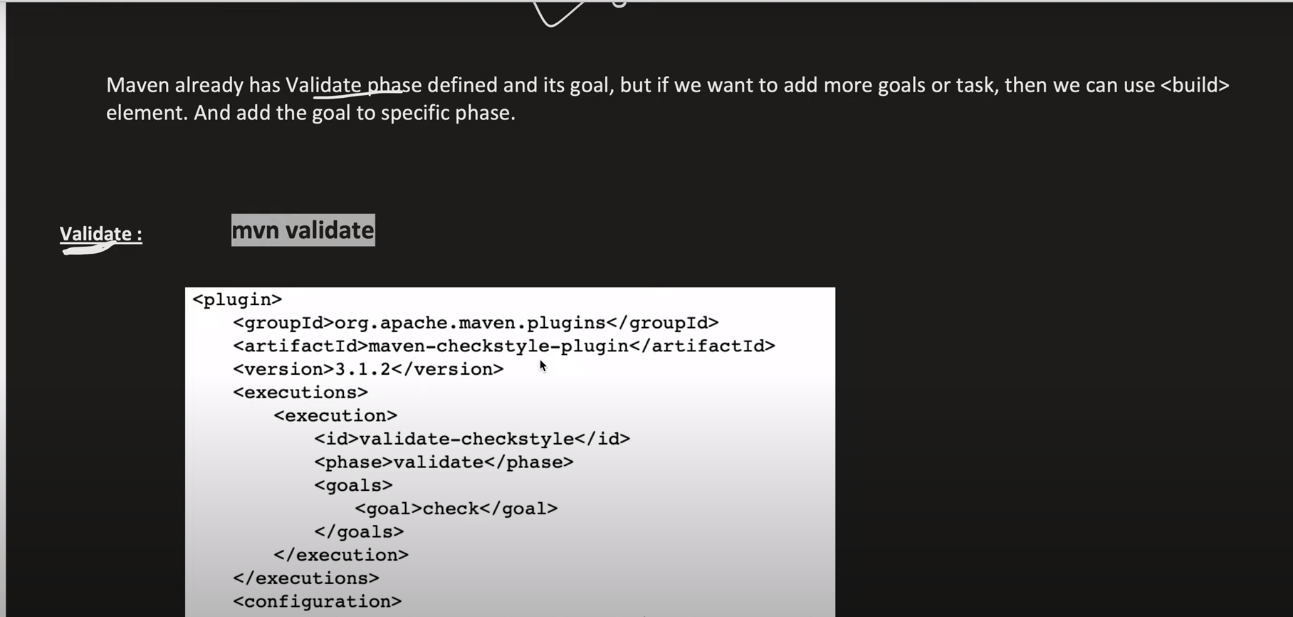 Maven already has Validate phase defined and its goal, but if we want to add more goals or task, then we can use <build>
element. And add the goal to specific phase.
Validate : mvn validate
<plugin>
<groupId>org.apache.maven.plugins</groupId>
<artifactId>maven-checkstyle-plugin</artifactId>
<version>3.1.2</version>
<executions>
<execution>
<id>validate-checkstyle</id>
<phase>validate</phase>
<goals>
<goal>check</goal>
</goals>
</execution>
</executions>
<configuration>